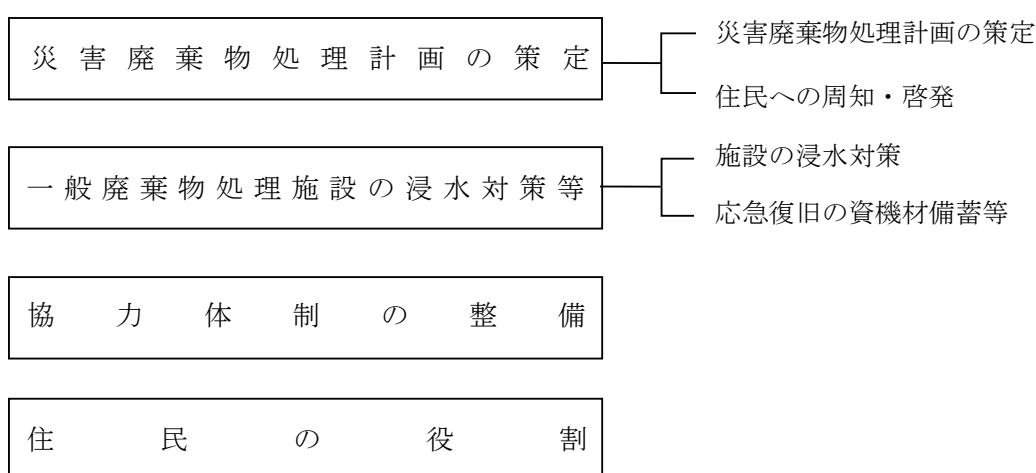 災害廃棄物処理計画の策定
災害廃棄物処理計画の策定
住民への周知・啓発
一般廃棄物処理施設の浸水対策等
施設の浸水対策
応急復旧の資機材備蓄等
協力体制の整備
住民の役割